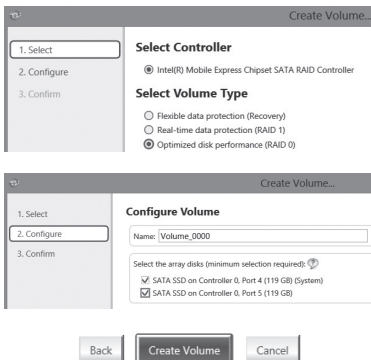 Create Volume...
1. Select
2. Configure
3. Confirm
Select Controller
Intel(R) Mobile Express Chipset SATA RAID Controller
Select Volume Type
Flexible data protection (Recovery)
Real-time data protection (RAID 1)
Optimized disk performance (RAID 0)
Create Volume...
1. Select
2. Configure
3. Confirm
Configure Volume
Name: Volume_0000
Select the array disks (minimum selection required): ?
SATA SSD on Controller 0, Port 4 (119 GB) (System)
SATA SSD on Controller 0, Port 5 (119 GB)
Back Create Volume Cancel